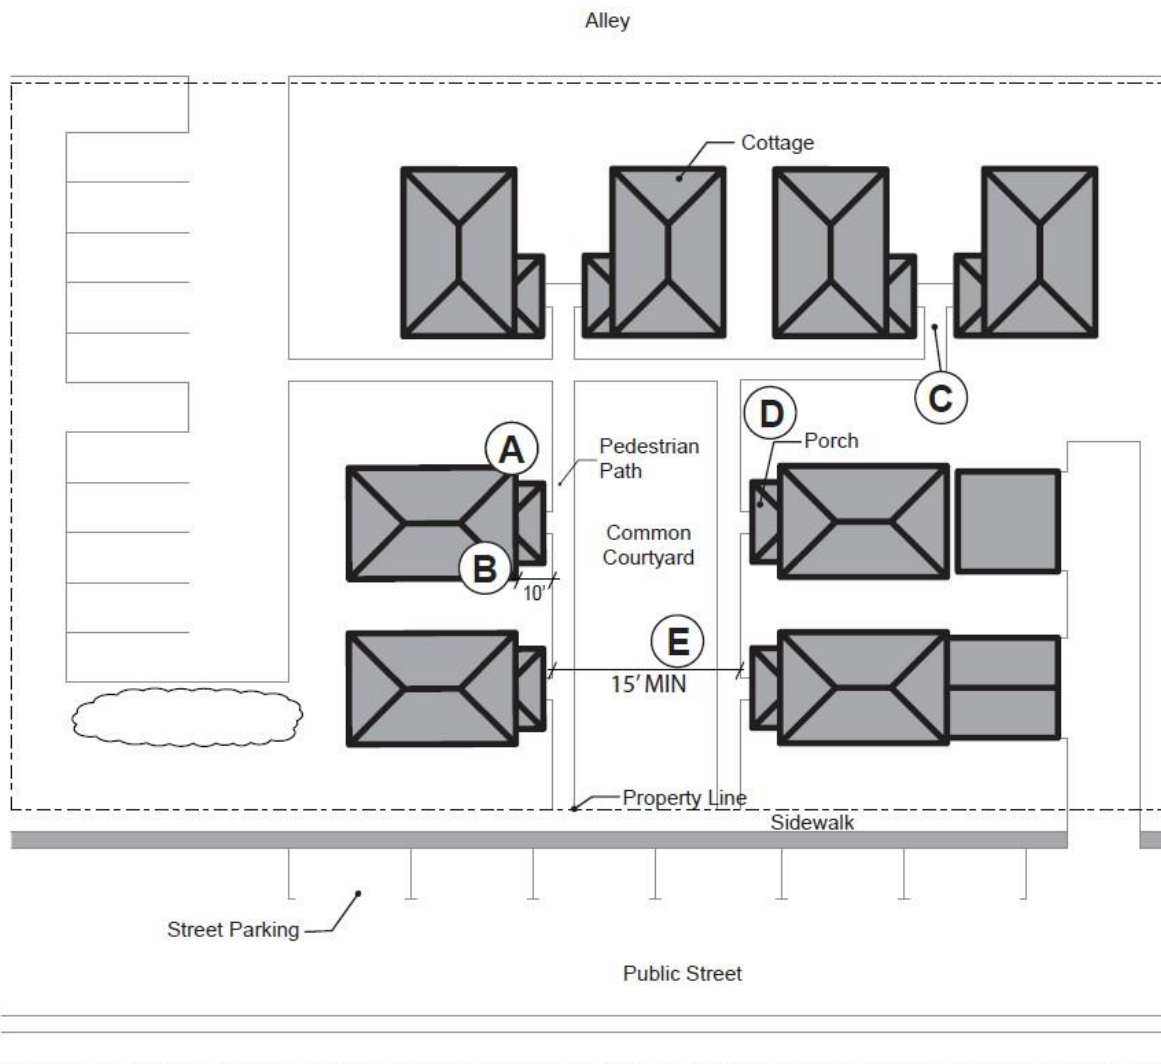 Alley
Cottage
C
D
Porch
A
Pedestrian
Path
Common
Courtyard
B
10'
E
15' MIN
Property Line
Sidewalk
Street Parking
Public Street